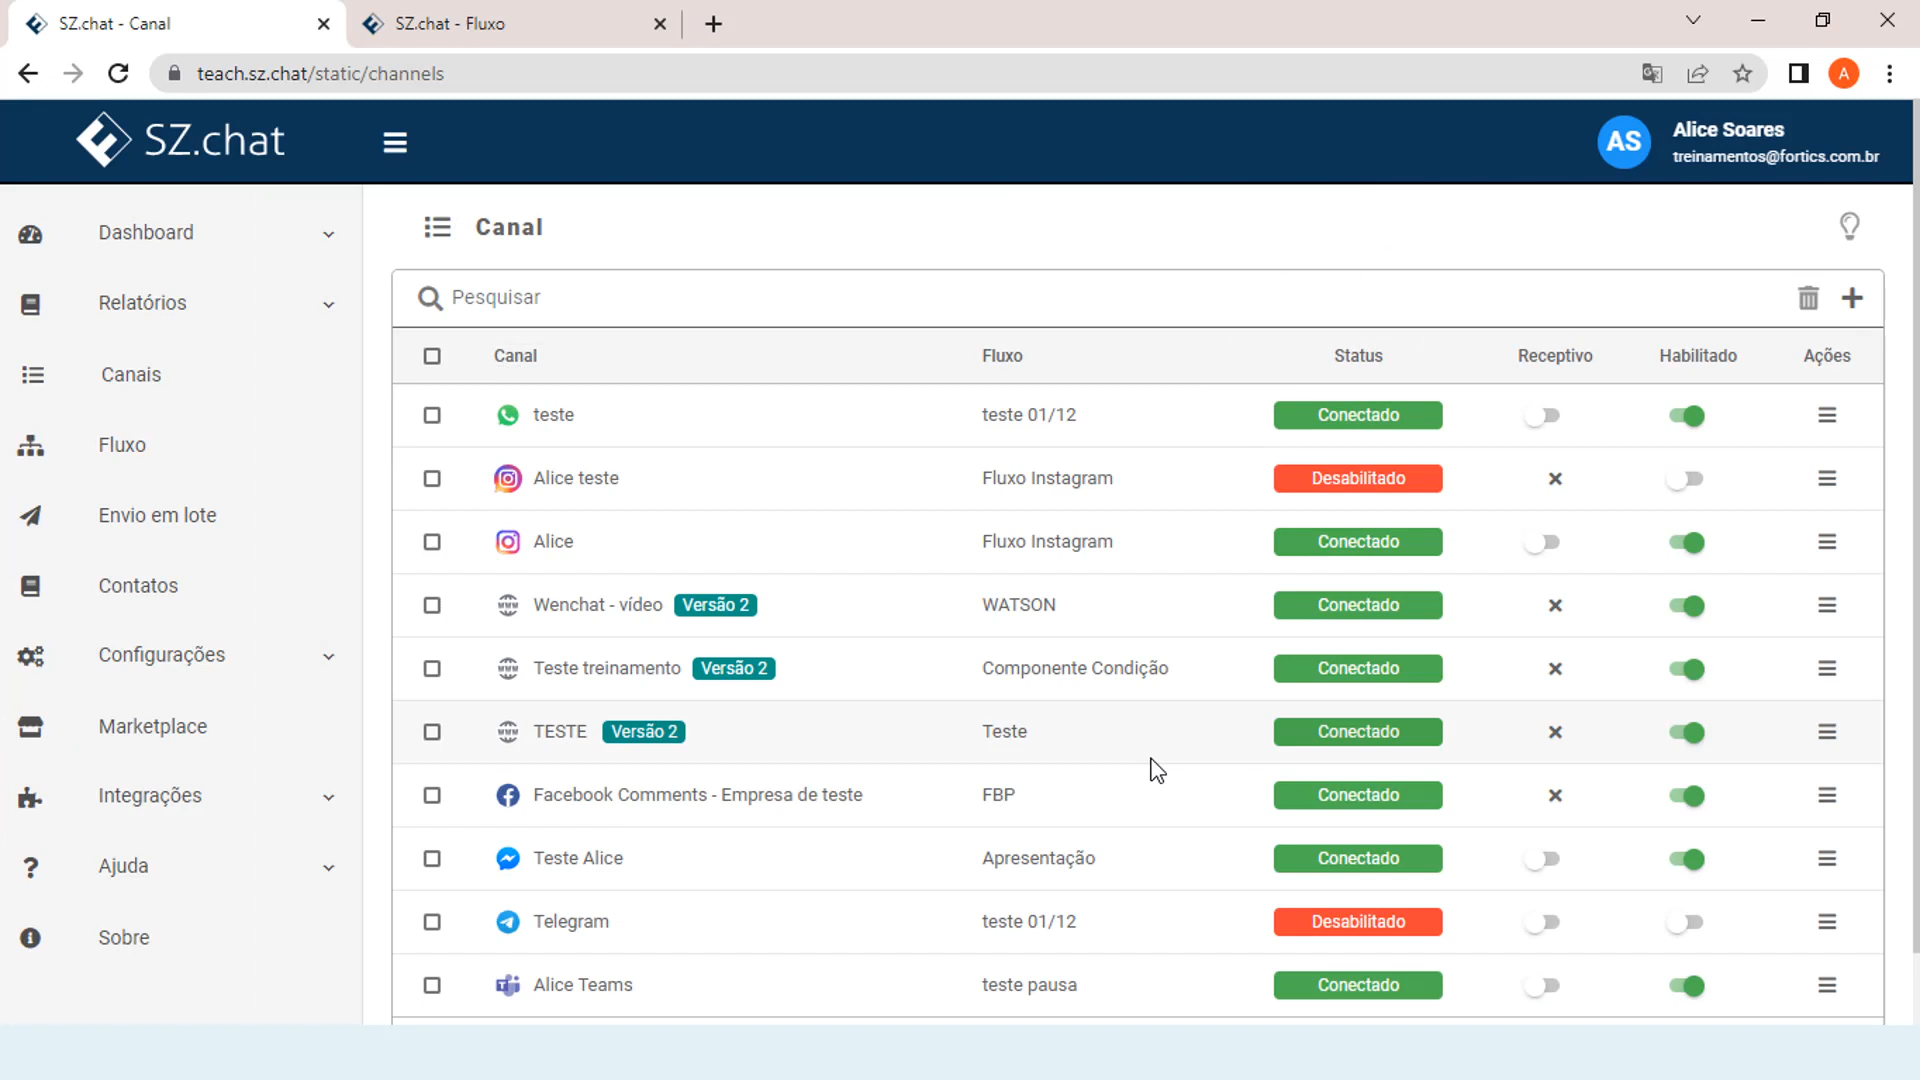 SZ.chat - Canal
SZ.chat - Fluxo
teach.sz.chat/static/channels
A
SZ.chat
AS
Alice Soares
treinamentos@fortics.com.br
Dashboard
Relatórios
Canais
Fluxo
Envio em lote
Contatos
Configurações
Marketplace
Integrações
Ajuda
Sobre
Canal
Pesquisar
Canal Fluxo Status Receptivo Habilitado Ações
teste teste 01/12 Conectado
Alice teste Fluxo Instagram Desabilitado
Alice Fluxo Instagram Conectado
Wenchat - vídeo Versão 2 WATSON Conectado
Teste treinamento Versão 2 Componente Condição Conectado
TESTE Versão 2 Teste Conectado
Facebook Comments - Empresa de teste FBP Conectado
Teste Alice Apresentação Conectado
Telegram teste 01/12 Desabilitado
Alice Teams teste pausa Conectado